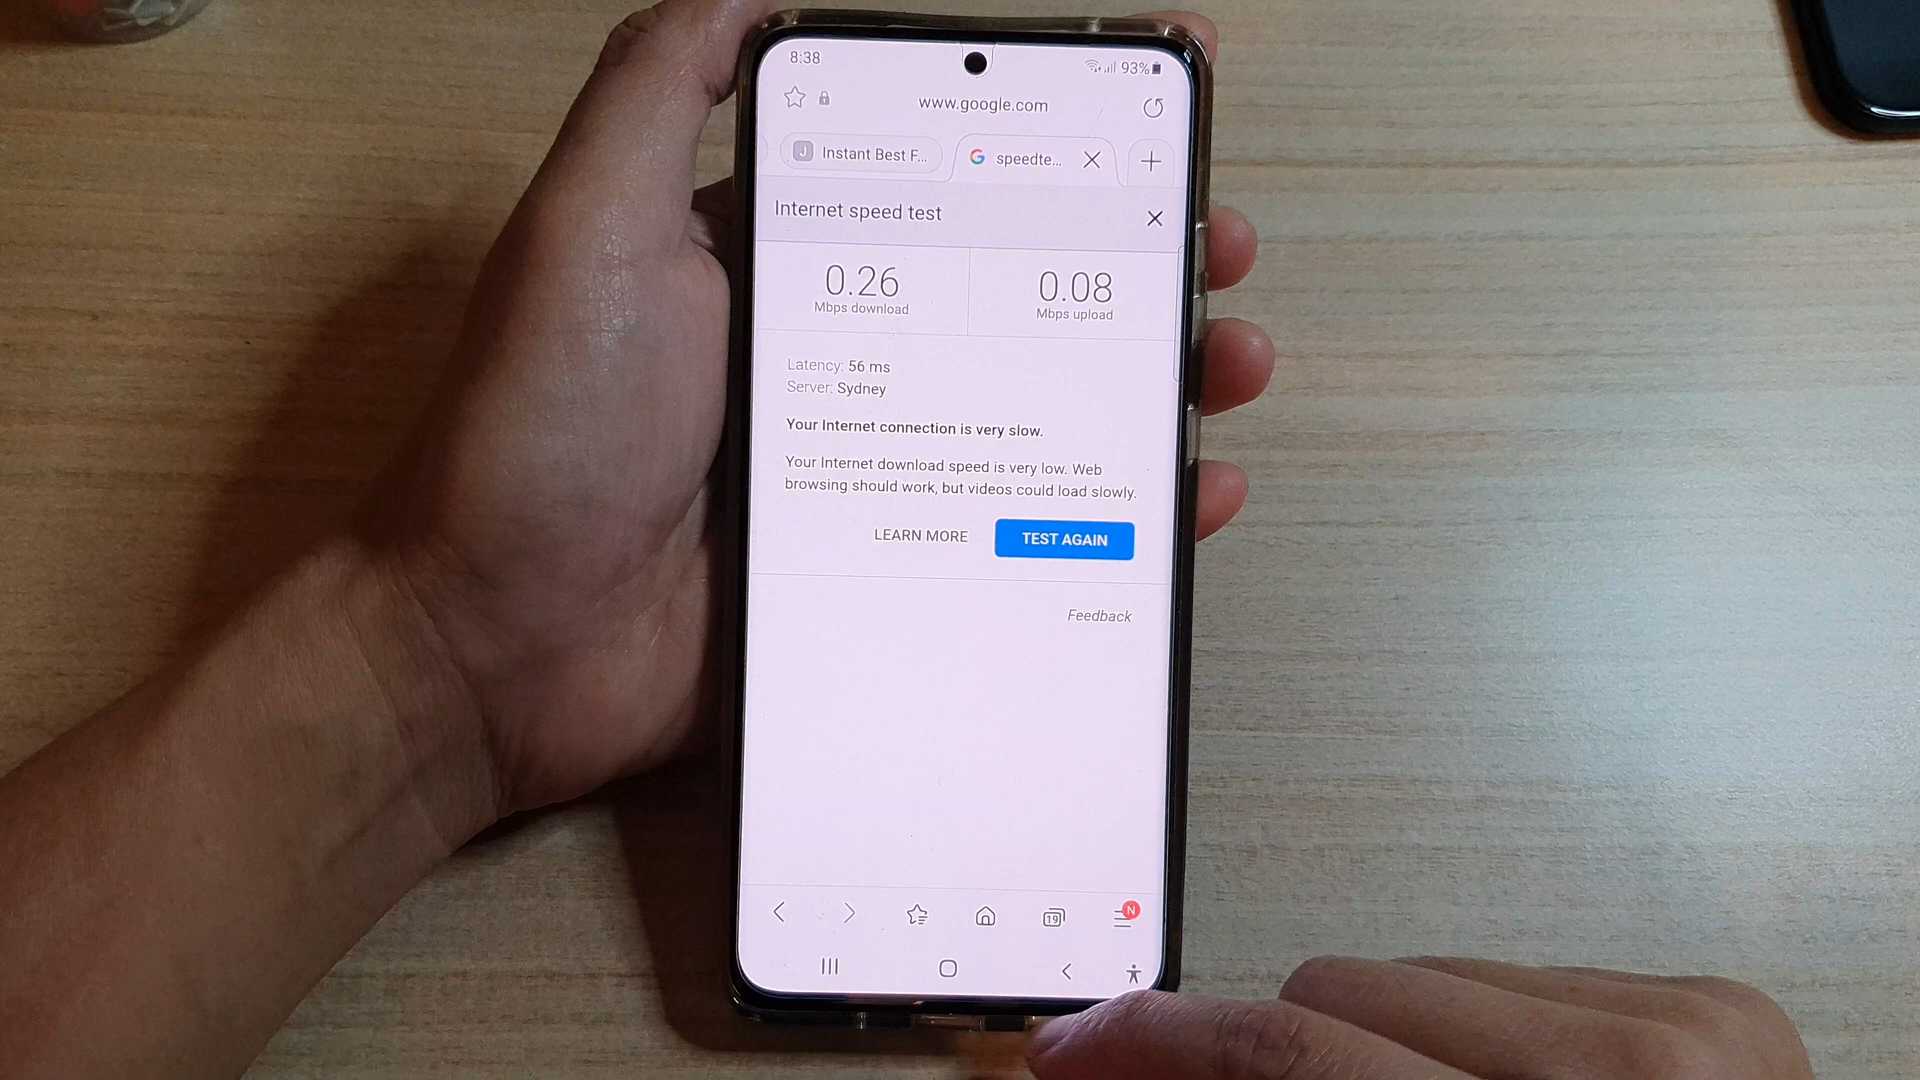 8:38
93%
www.google.com
J Instant Best F...
speedte...
Internet speed test
0.26
Mbps download
0.08
Mbps upload
Latency: 56 ms
Server: Sydney
Your Internet connection is very slow.
Your Internet download speed is very low. Web
browsing should work, but videos could load slowly.
LEARN MORE
TEST AGAIN
Feedback
19
N